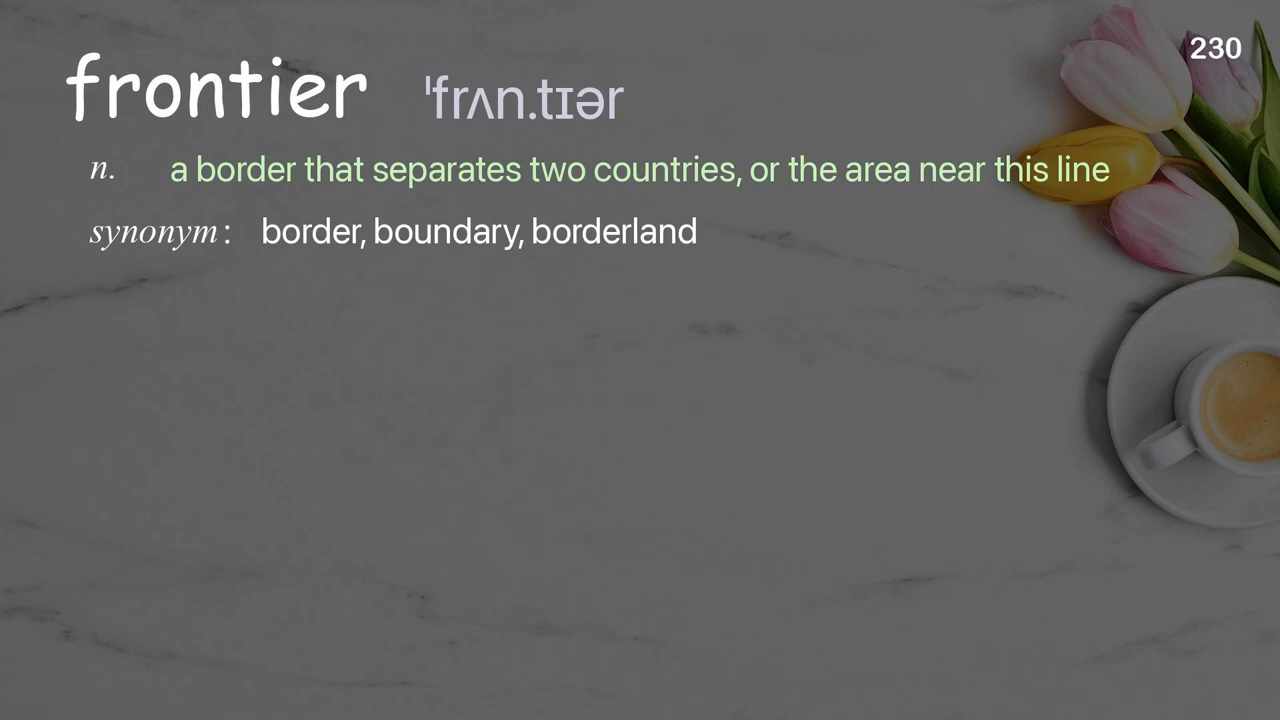 230
frontier ˈfrʌn.tɪər
n. a border that separates two countries, or the area near this line
synonym: border, boundary, borderland